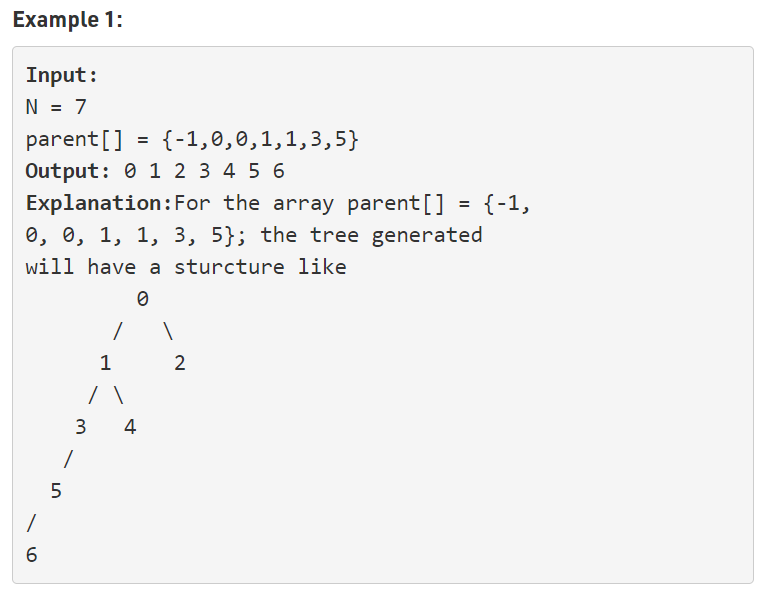 Example 1:
Input:
N = 7
parent[] = {-1,0,0,1,1,3,5}
Output: 0 1 2 3 4 5 6
Explanation:For the array parent[] = {-1,
0, 0, 1, 1, 3, 5}; the tree generated
will have a sturcture like
0
/ \
1 2
/ \
3 4
/
5
/
6